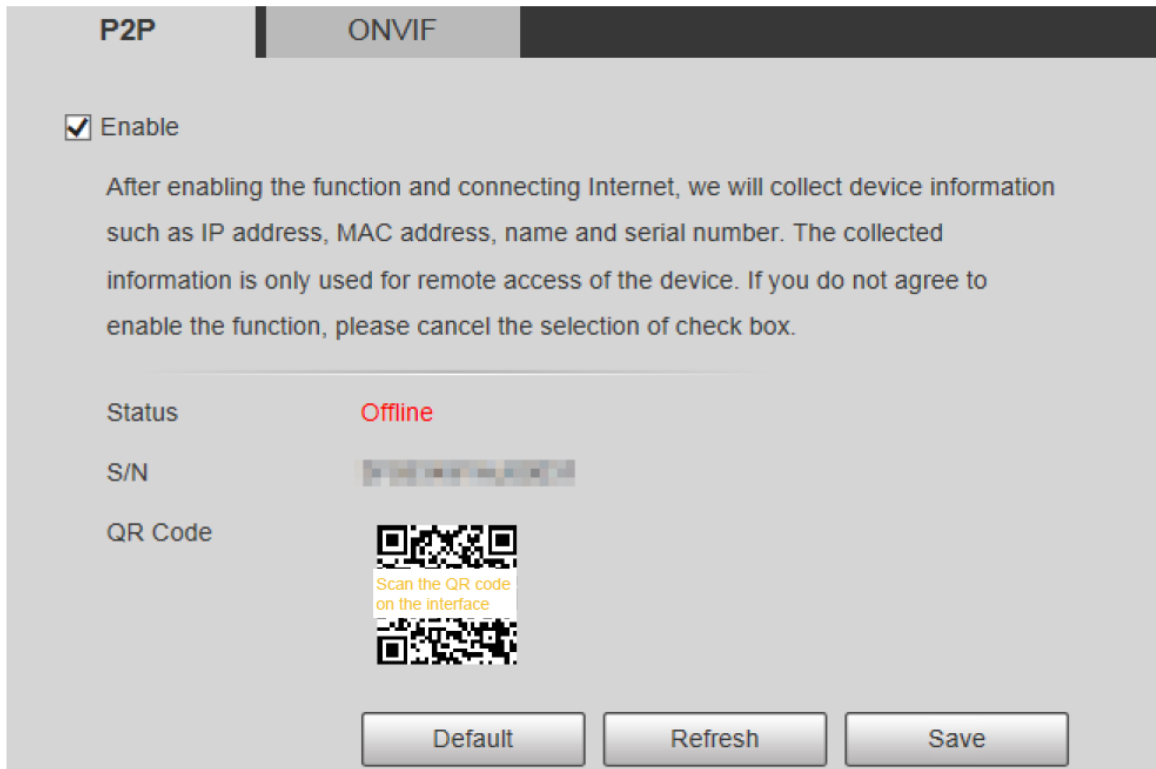 P2P ONVIF
Enable
After enabling the function and connecting Internet, we will collect device information
such as IP address, MAC address, name and serial number. The collected
information is only used for remote access of the device. If you do not agree to
enable the function, please cancel the selection of check box.
Status Offline
S/N
QR Code
Scan the QR code
on the interface
Default Refresh Save